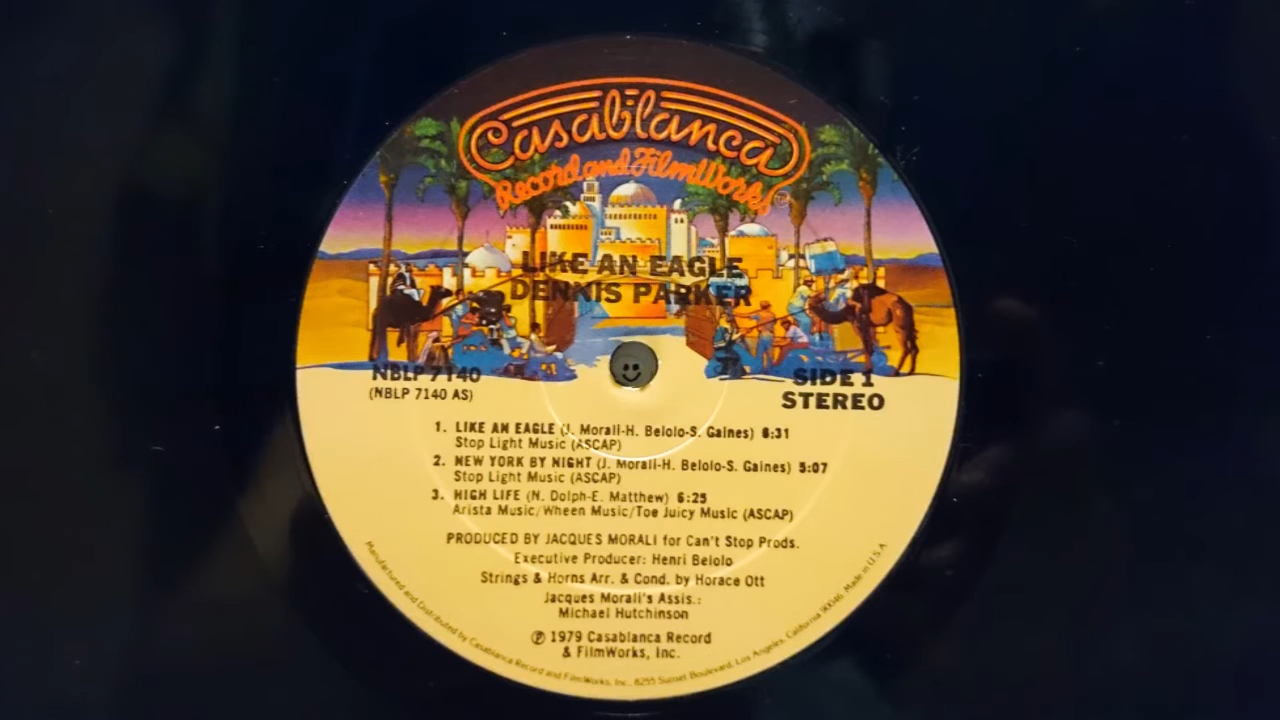 Casablanca
Record and FilmWorks
LIKE AN EAGLE
DENNIS PARKER
NBLP 7140
(NBLP 7140 AS)
SIDE 1
STEREO
1. LIKE AN EAGLE (J. Morali-H. Belolo-S. Gaines) 6:31
Stop Light Music (ASCAP)
2. NEW YORK BY NIGHT (J. Morali-H. Belolo-S. Gaines) 5:07
Stop Light Music (ASCAP)
3. HIGH LIFE (N. Dolph-E. Matthew) 6:25
Arista Music/Wheen Music/Toe Juicy Music (ASCAP)
PRODUCED BY JACQUES MORALI for Can't Stop Prods.
Executive Producer: Henri Belolo
Strings & Horns Arr. & Cond. by Horace Ott
Jacques Morali's Assis.:
Michael Hutchinson
℗ 1979 Casablanca Record
& FilmWorks, Inc.
Manufactured and Distributed by Casablanca Record and FilmWorks, Inc., 8255 Sunset Boulevard, Los Angeles, California 90046. Made in U.S.A.